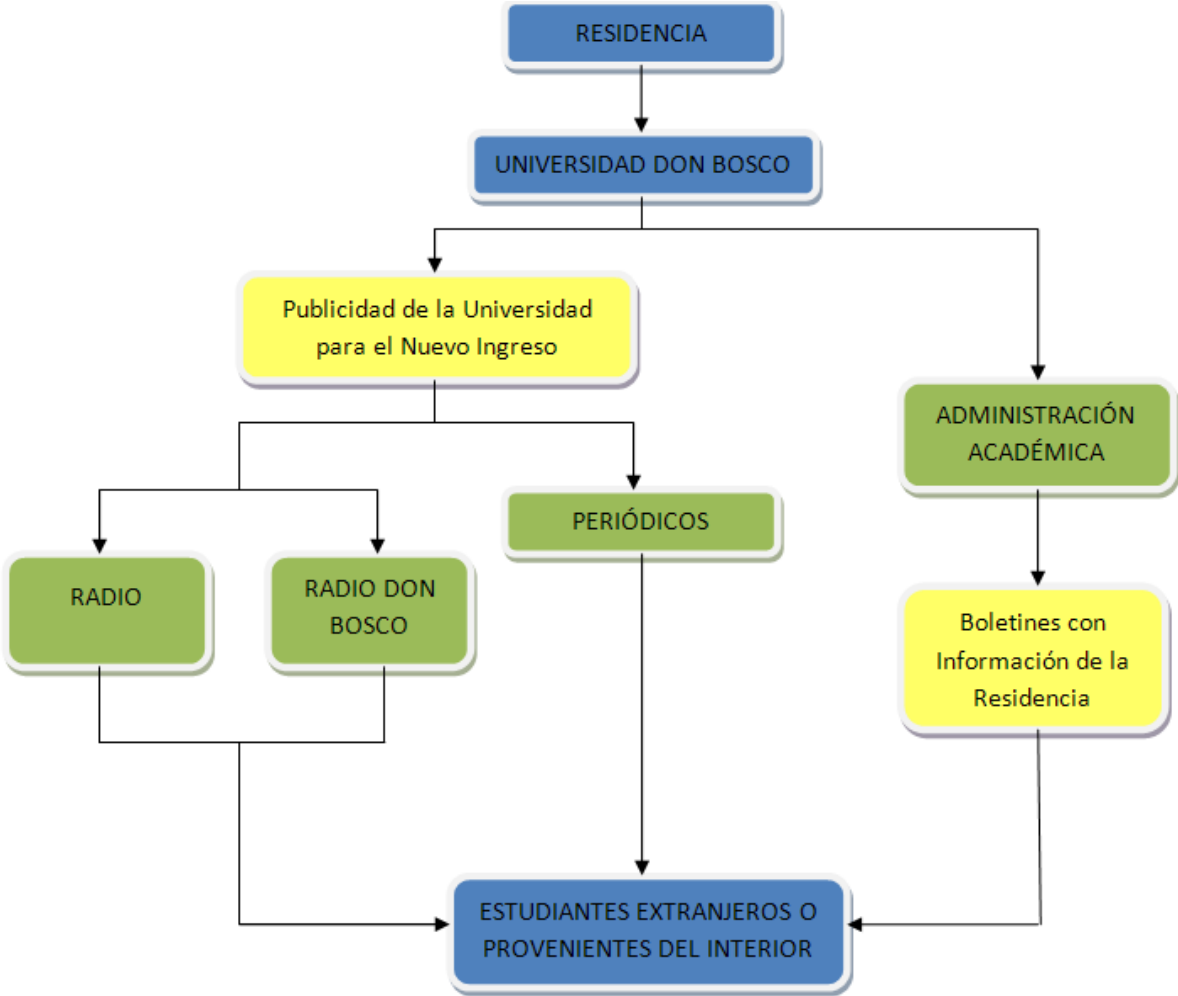 RESIDENCIA
UNIVERSIDAD DON BOSCO
Publicidad de la Universidad
para el Nuevo Ingreso
ADMINISTRACIÓN
ACADÉMICA
PERIÓDICOS
RADIO
RADIO DON
BOSCO
Boletines con
Información de la
Residencia
ESTUDIANTES EXTRANJEROS O
PROVENIENTES DEL INTERIOR